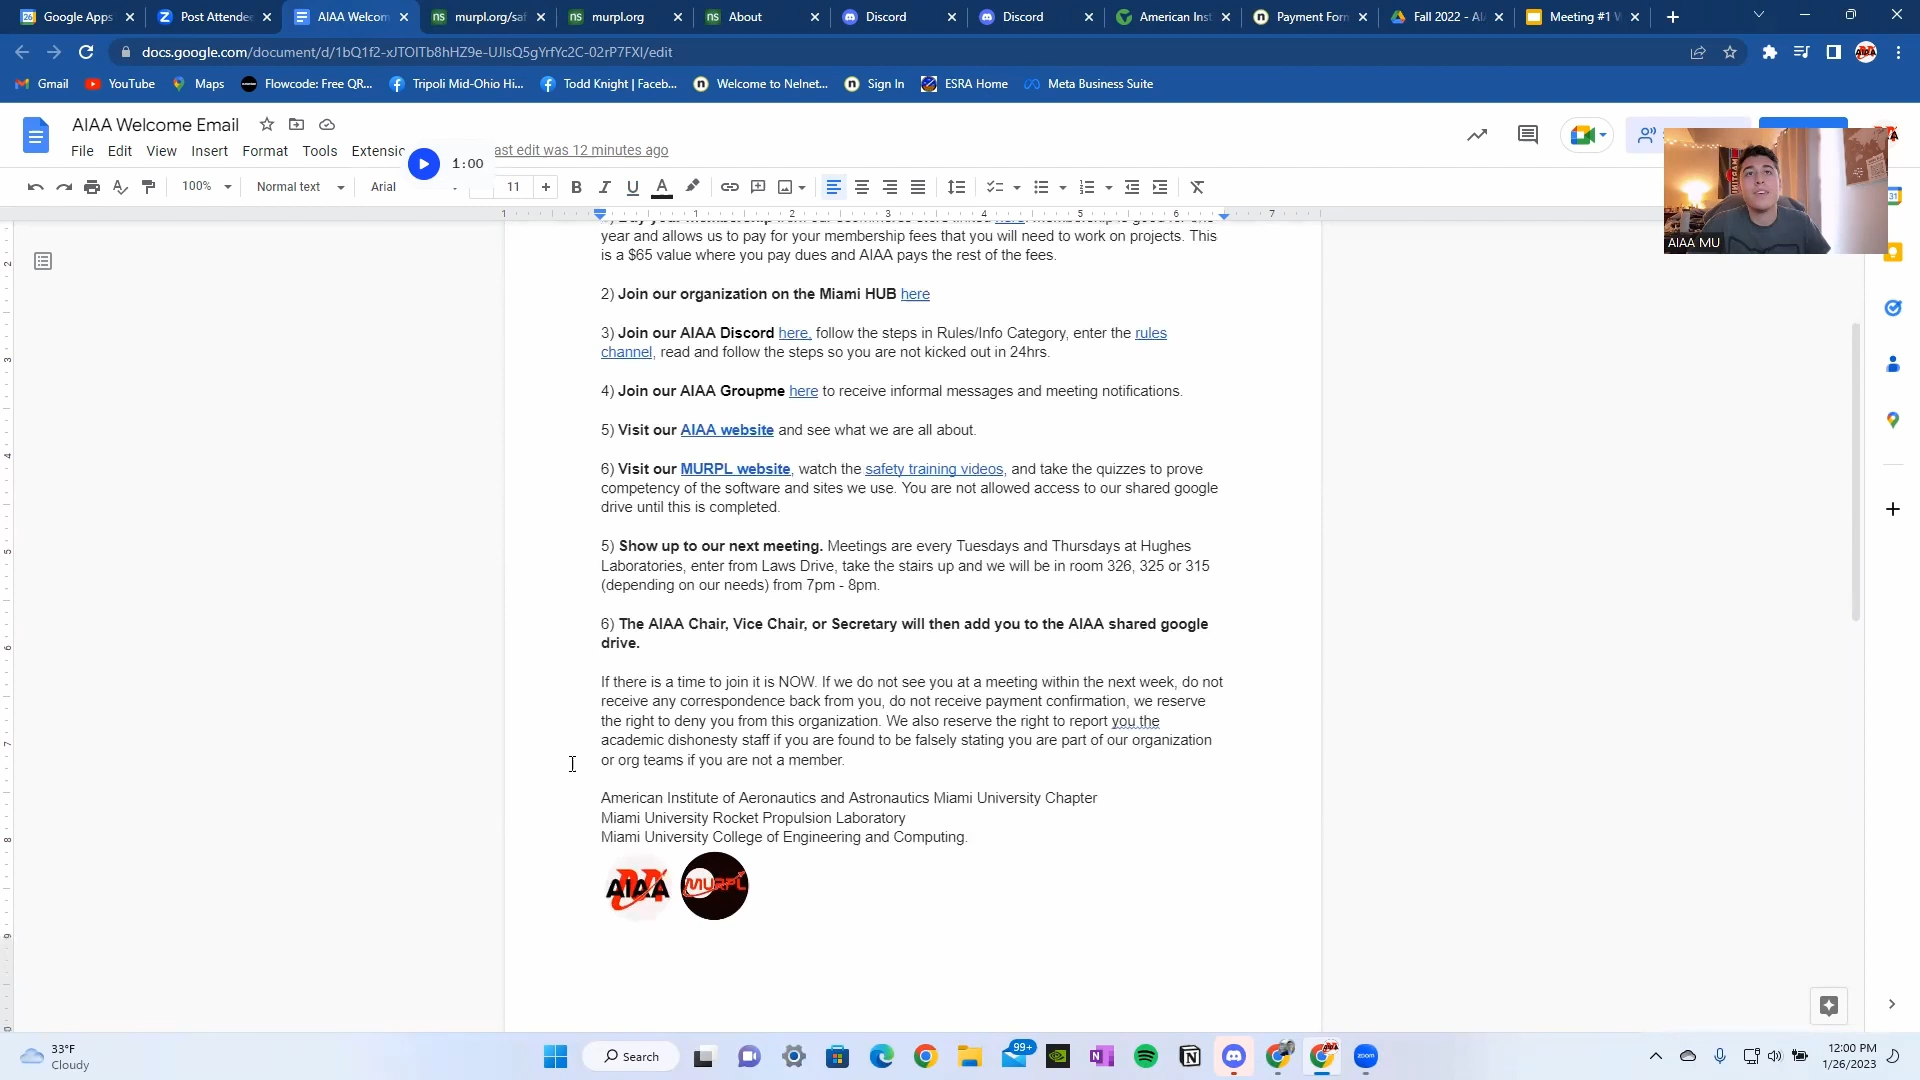 Google Apps
Post Attendee
AIAA Welcom
murpl.org/saf
murpl.org
About
Discord
Discord
American Inst
Payment Form
Fall 2022 - AI
Meeting #1 W
docs.google.com/document/d/1bQ1f2-xJTOITb8hHZ9e-UJlsQ5gYrfYc2C-02rP7FXI/edit
Gmail
YouTube
Maps
Flowcode: Free QR...
Tripoli Mid-Ohio Hi...
Todd Knight | Faceb...
Welcome to Nelnet...
Sign In
ESRA Home
Meta Business Suite
AIAA Welcome Email
File Edit View Insert Format Tools Extensio
1:00
ast edit was 12 minutes ago
100% Normal text Arial 11
year and allows us to pay for your membership fees that you will need to work on projects. This
is a $65 value where you pay dues and AIAA pays the rest of the fees.
2) Join our organization on the Miami HUB here
3) Join our AIAA Discord here, follow the steps in Rules/Info Category, enter the rules
channel, read and follow the steps so you are not kicked out in 24hrs.
4) Join our AIAA Groupme here to receive informal messages and meeting notifications.
5) Visit our AIAA website and see what we are all about.
6) Visit our MURPL website, watch the safety training videos, and take the quizzes to prove
competency of the software and sites we use. You are not allowed access to our shared google
drive until this is completed.
5) Show up to our next meeting. Meetings are every Tuesdays and Thursdays at Hughes
Laboratories, enter from Laws Drive, take the stairs up and we will be in room 326, 325 or 315
(depending on our needs) from 7pm - 8pm.
6) The AIAA Chair, Vice Chair, or Secretary will then add you to the AIAA shared google
drive.
If there is a time to join it is NOW. If we do not see you at a meeting within the next week, do not
receive any correspondence back from you, do not receive payment confirmation, we reserve
the right to deny you from this organization. We also reserve the right to report you the
academic dishonesty staff if you are found to be falsely stating you are part of our organization
or org teams if you are not a member.
American Institute of Aeronautics and Astronautics Miami University Chapter
Miami University Rocket Propulsion Laboratory
Miami University College of Engineering and Computing.
AIAA
MURPL
AIAA MU
33°F
Cloudy
Search
99+
zoom
12:00 PM
1/26/2023